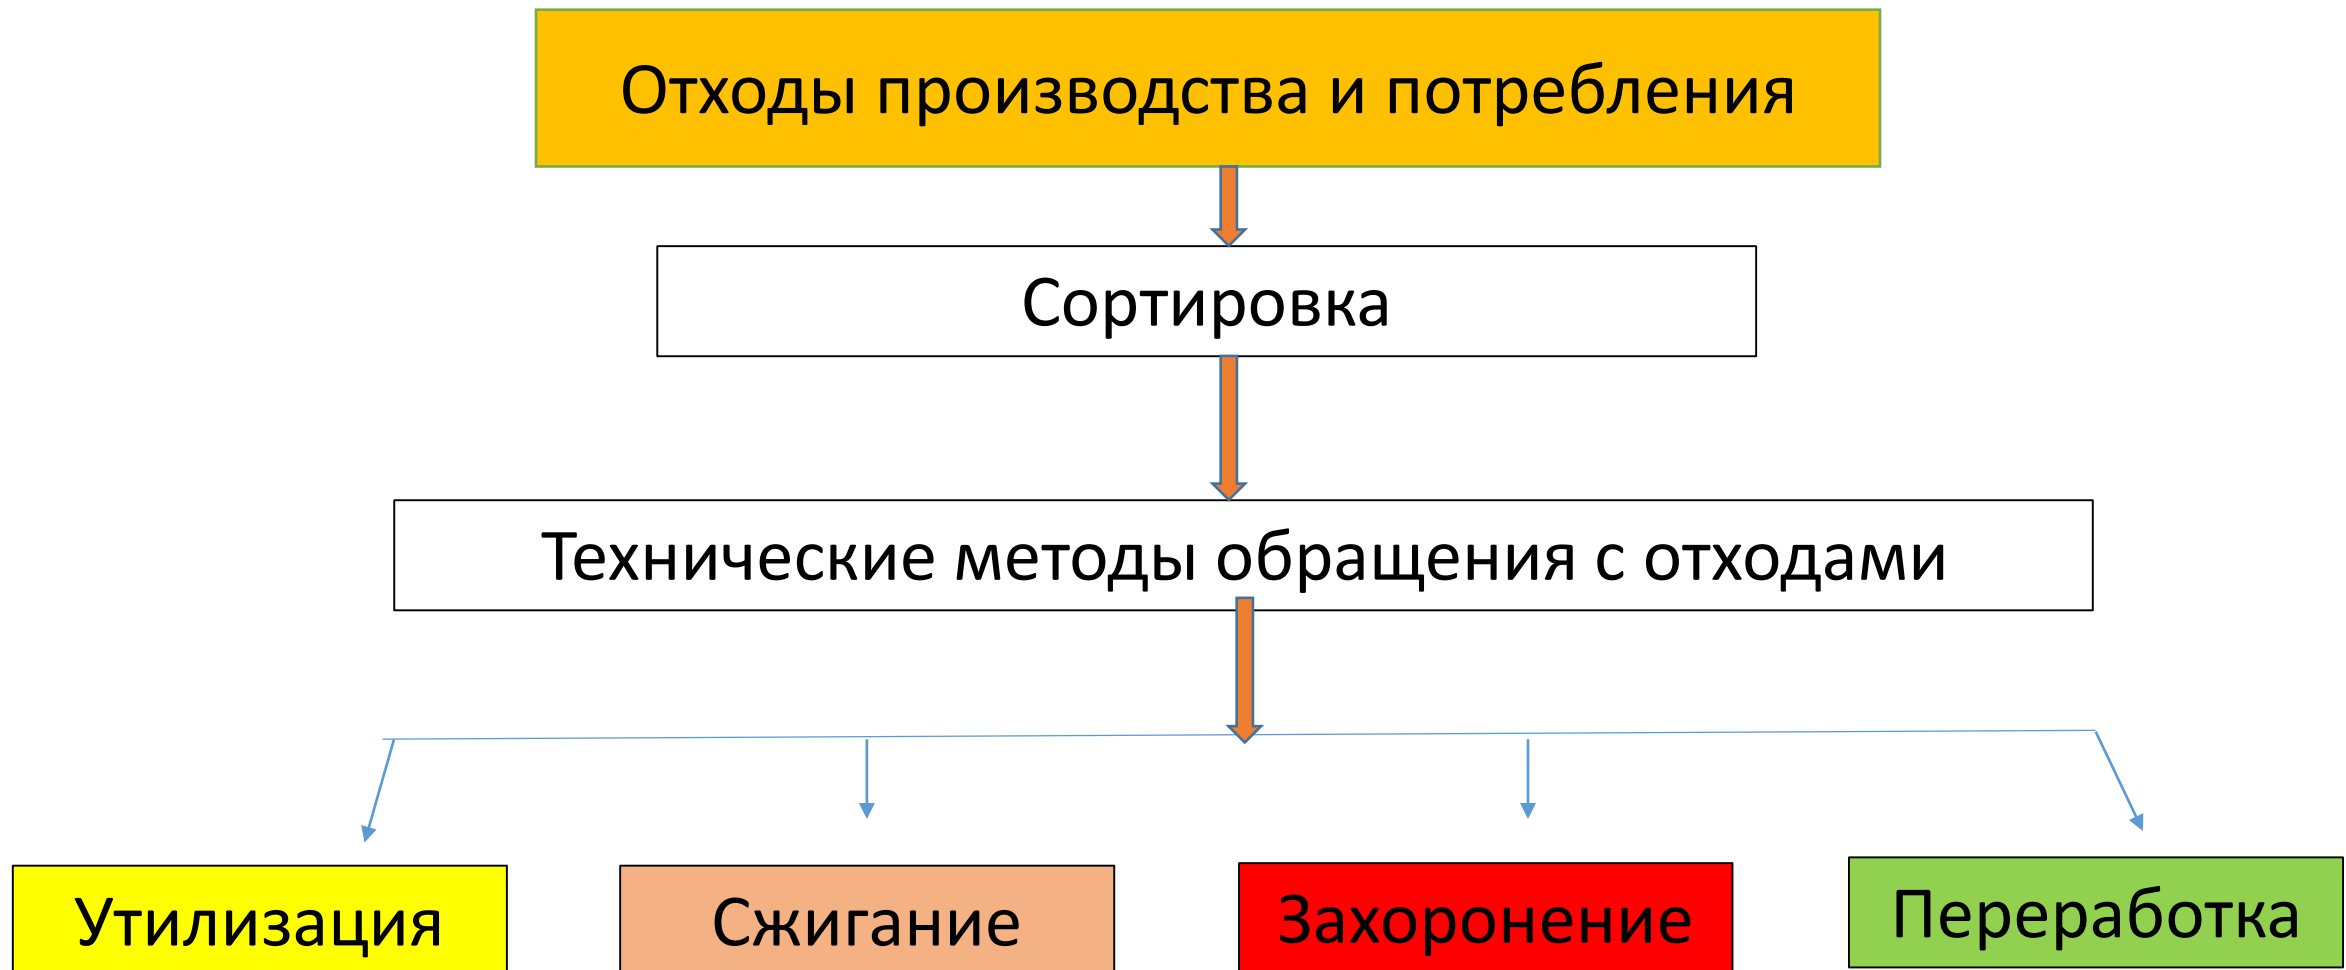 Отходы производства и потребления
Сортировка
Технические методы обращения с отходами
Утилизация
Сжигание
Захоронение
Переработка